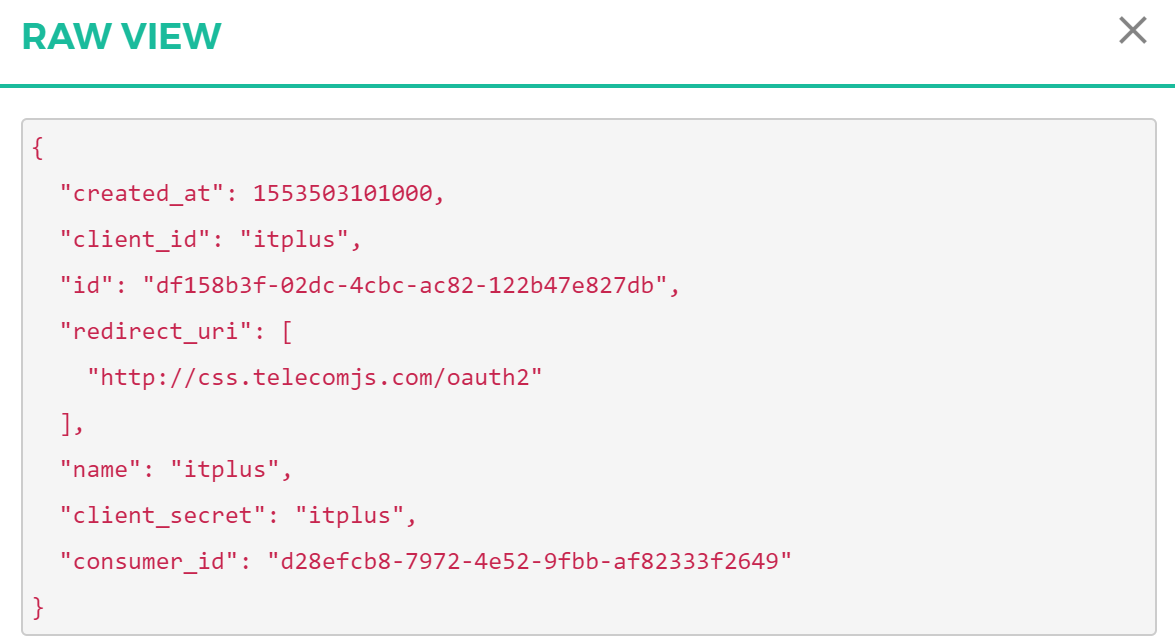 RAW VIEW
{
"created_at": 1553503101000,
"client_id": "itplus",
"id": "df158b3f-02dc-4cbc-ac82-122b47e827db",
"redirect_uri": [
"http://css.telecomjs.com/oauth2"
],
"name": "itplus",
"client_secret": "itplus",
"consumer_id": "d28efcb8-7972-4e52-9fbb-af82333f2649"
}